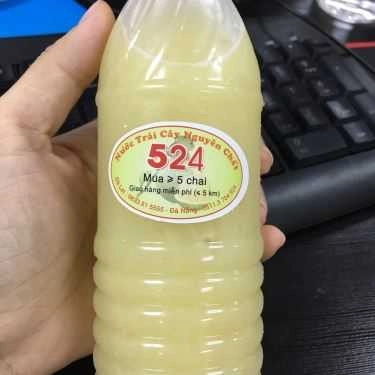 Nước Trái Cây Nguyên Chất
524
Mua ≥ 5 chai
Giao hàng miễn phí (≤ 5 km)
- Đà Nẵng -